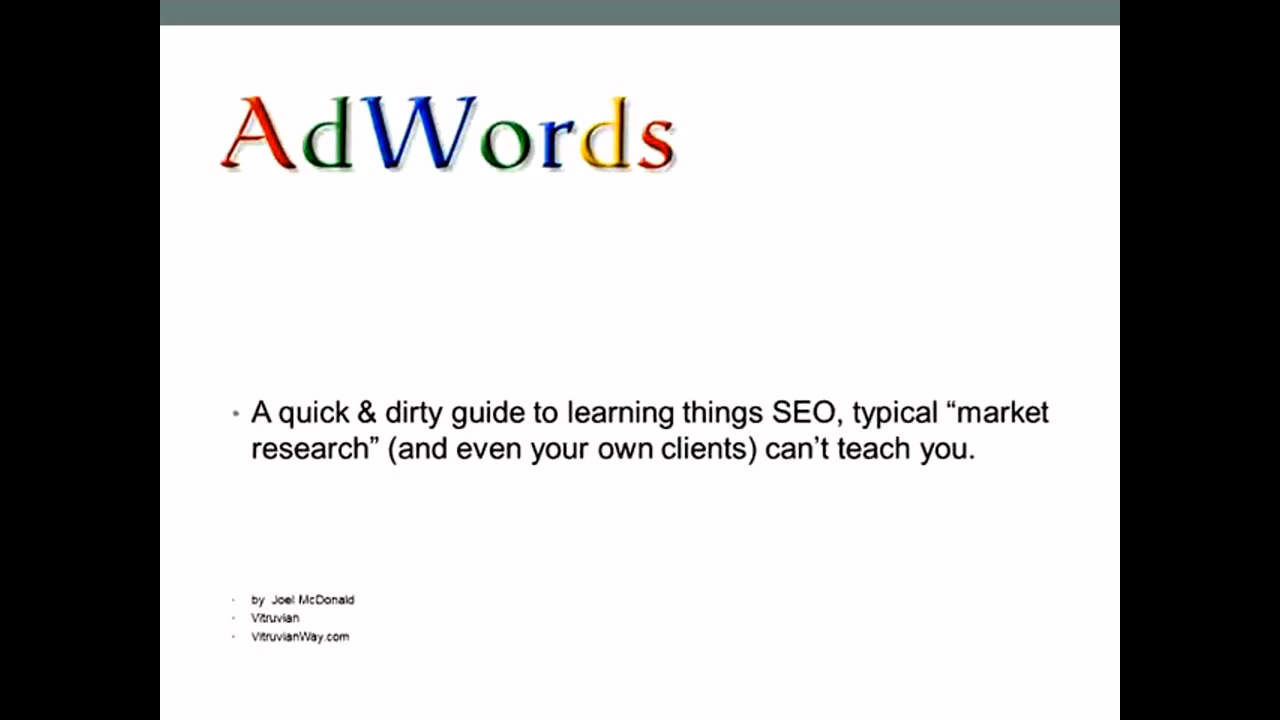 AdWords
• A quick & dirty guide to learning things SEO, typical “market
research” (and even your own clients) can’t teach you.
• by Joel McDonald
• Vitruvian
• VitruvianWay.com